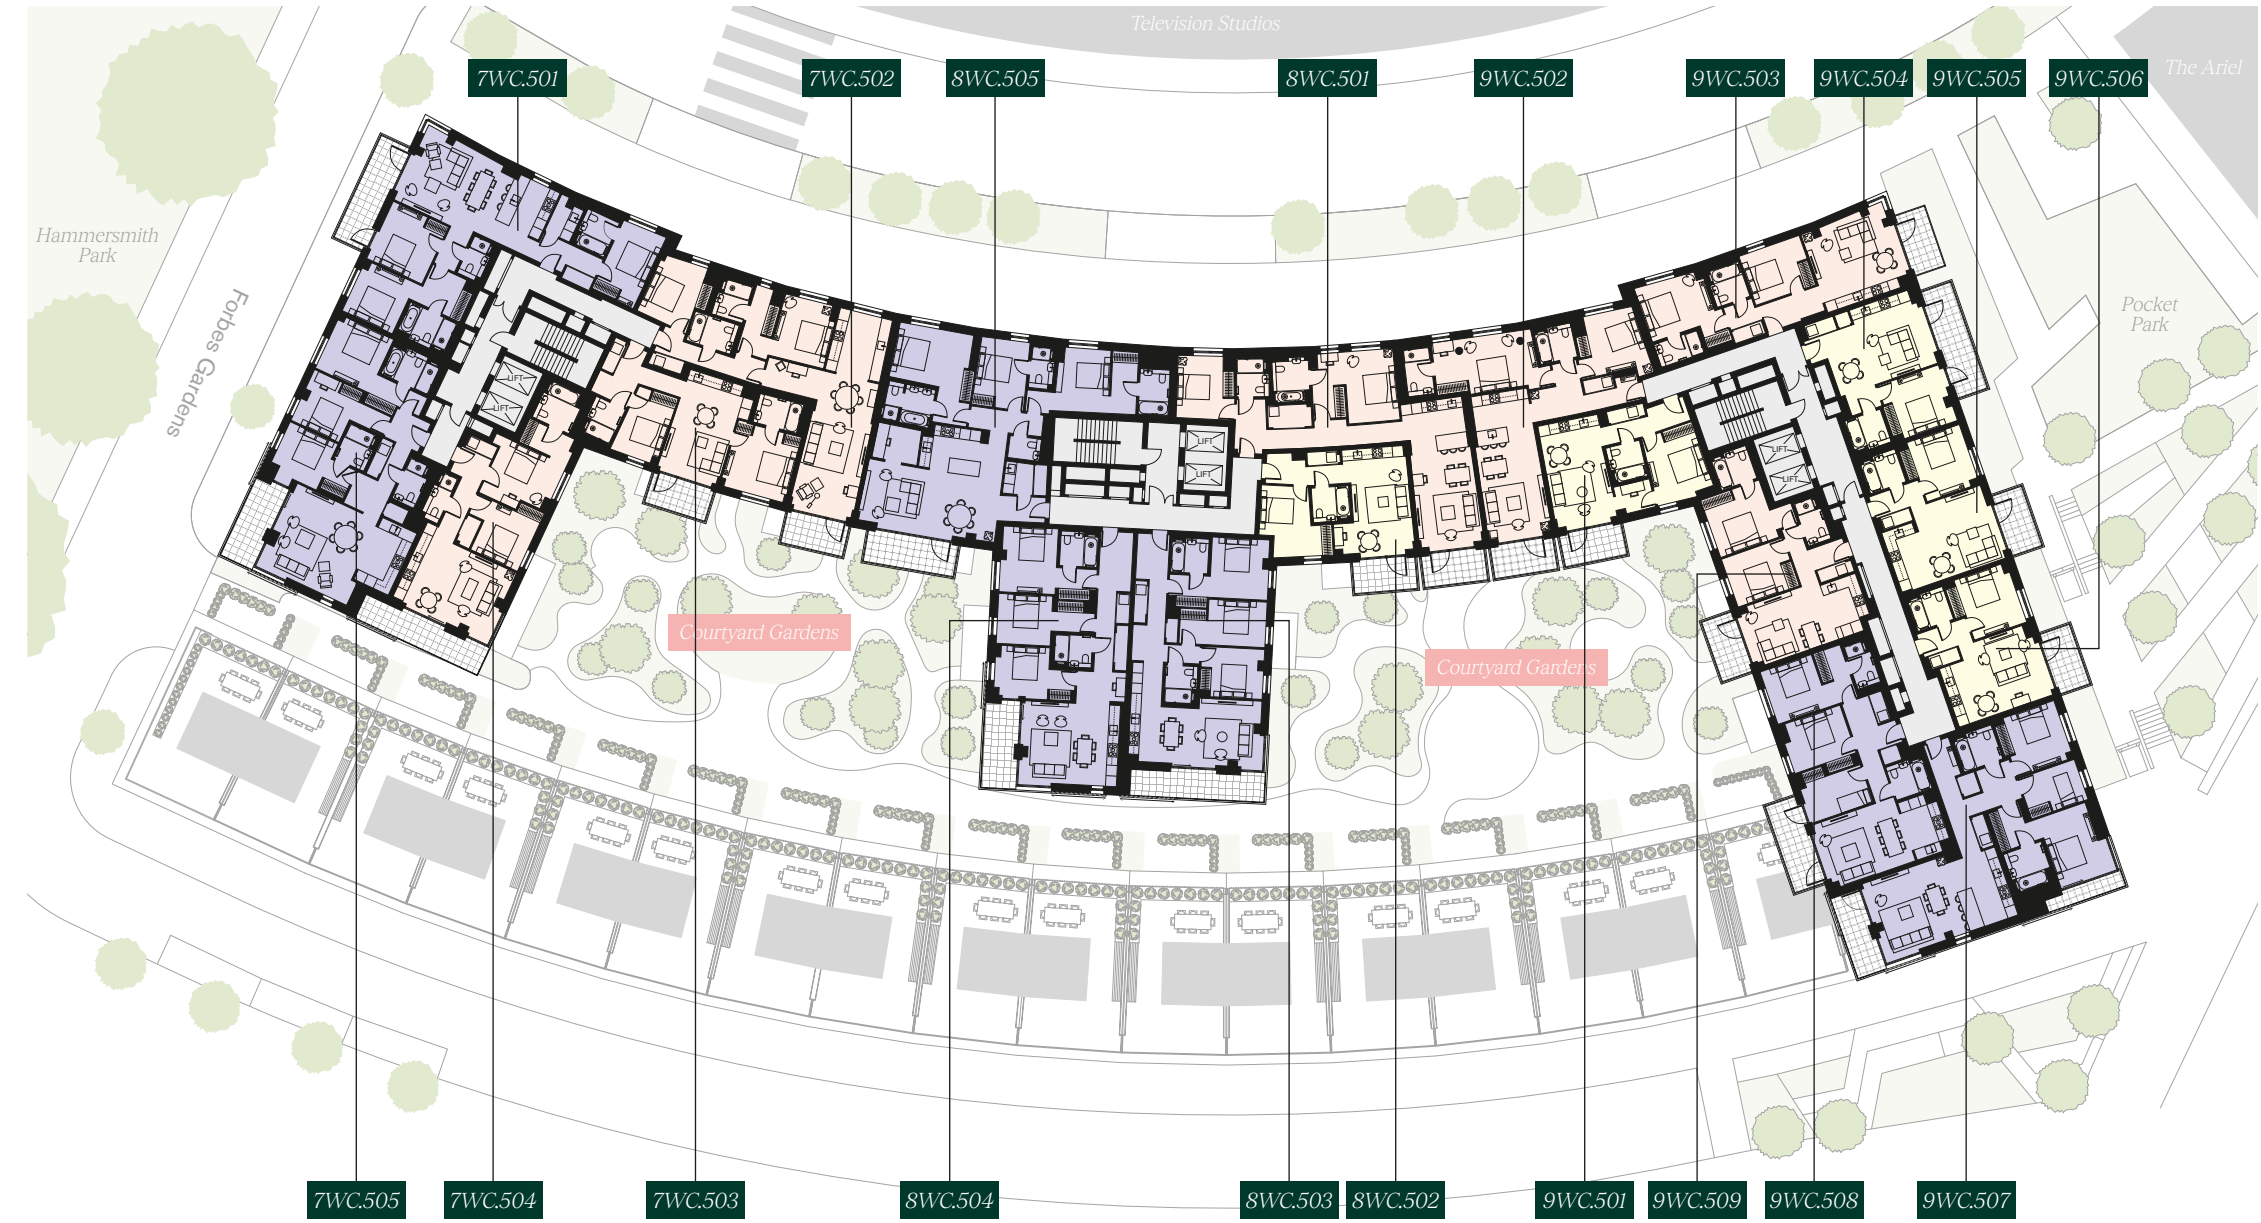 Television Studios
The Ariel
7WC.501
7WC.502
8WC.505
8WC.501
9WC.502
9WC.503
9WC.504
9WC.505
9WC.506
Hammersmith
Park
Forbes Gardens
Pocket
Park
LIFT
LIFT
LIFT
LIFT
LIFT
LIFT
Courtyard Gardens
Courtyard Gardens
7WC.505
7WC.504
7WC.503
8WC.504
8WC.503
8WC.502
9WC.501
9WC.509
9WC.508
9WC.507